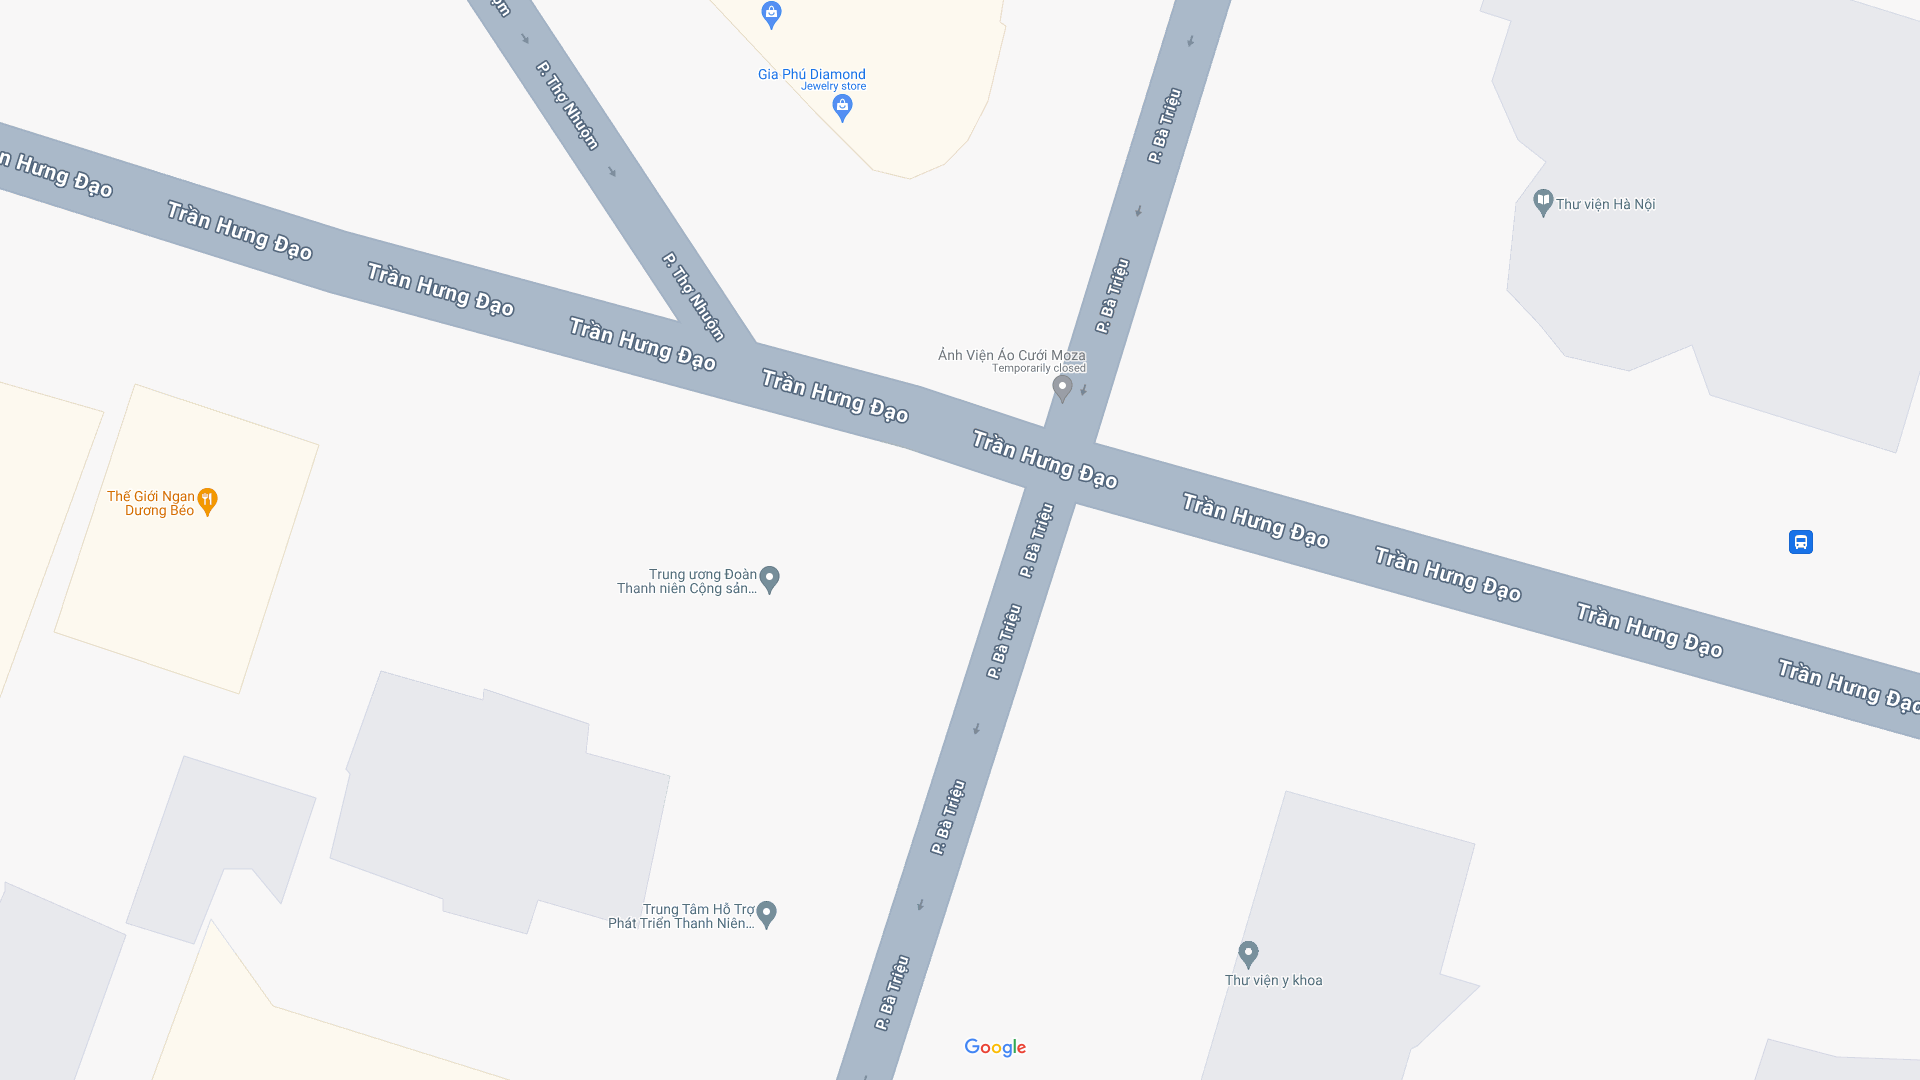 P. Thợ Nhuộm
P. Thợ Nhuộm
Gia Phú Diamond
Jewelry store
P. Bà Triệu
Thư viện Hà Nội
P. Bà Triệu
Hưng Đạo
Trần Hưng Đạo
Trần Hưng Đạo
Trần Hưng Đạo
Trần Hưng Đạo
Ảnh Viện Áo Cưới Moza
Temporarily closed
Trần Hưng Đạo
Trần Hưng Đạo
Trần Hưng Đạo
Trần Hưng Đạo
Trần Hưng Đạo
Thế Giới Ngan
Dương Béo
P. Bà Triệu
Trung ương Đoàn
Thanh niên Cộng sản...
P. Bà Triệu
P. Bà Triệu
Trung Tâm Hỗ Trợ
Phát Triển Thanh Niên...
P. Bà Triệu
Thư viện y khoa
Google